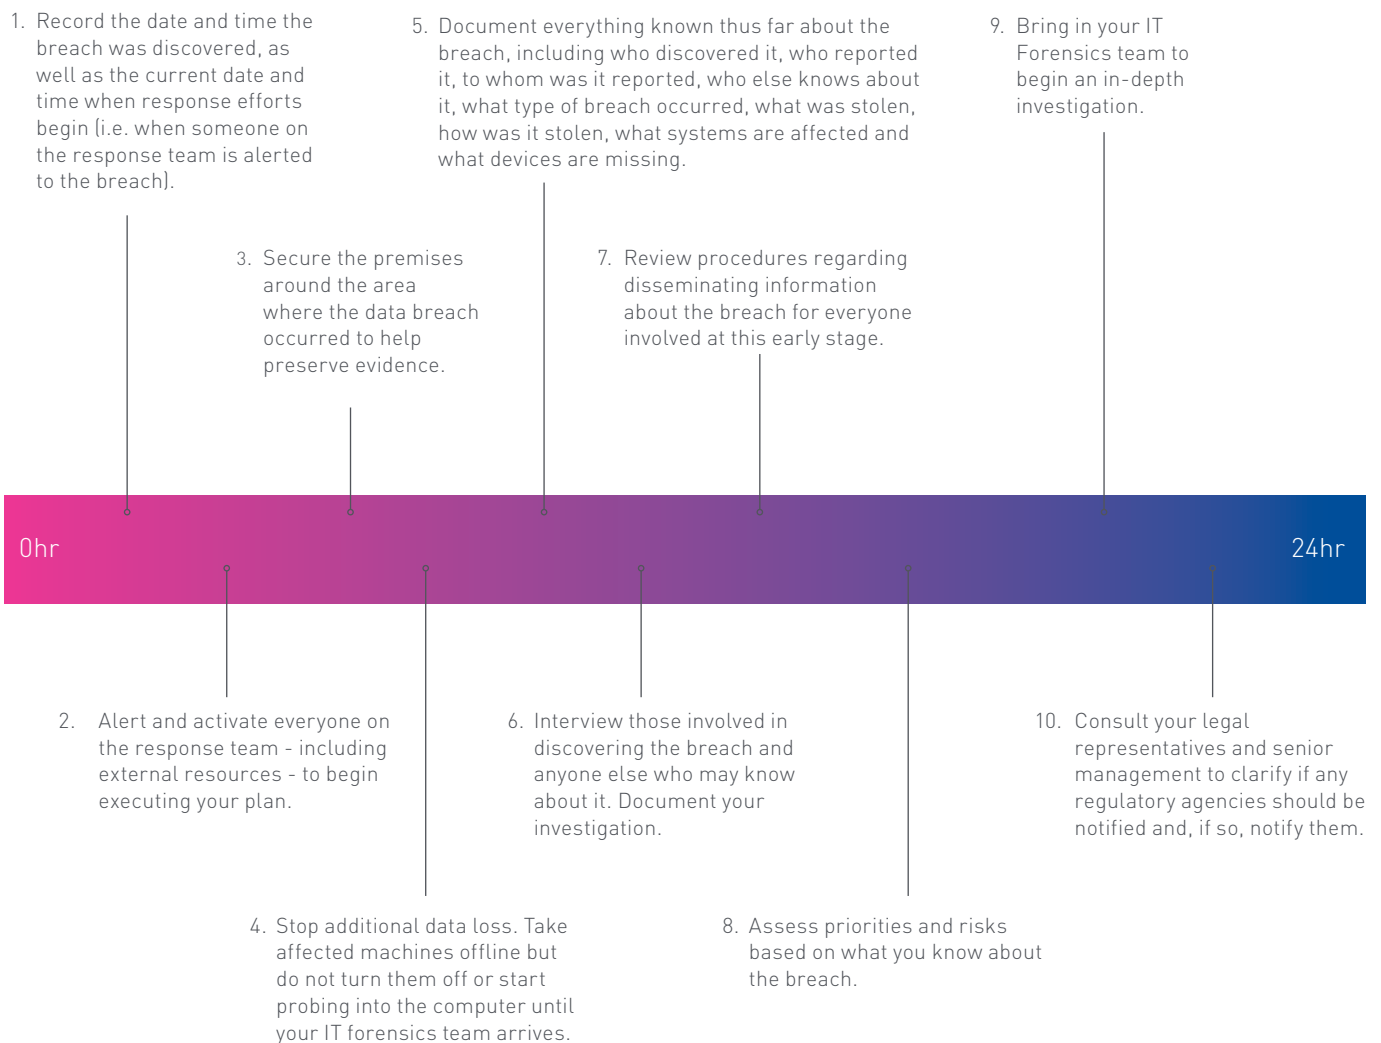 1. Record the date and time the
breach was discovered, as
well as the current date and
time when response efforts
begin (i.e. when someone on
the response team is alerted
to the breach).
5. Document everything known thus far about the
breach, including who discovered it, who reported
it, to whom was it reported, who else knows about
it, what type of breach occurred, what was stolen,
how was it stolen, what systems are affected and
what devices are missing.
9. Bring in your IT
Forensics team to
begin an in-depth
investigation.
3. Secure the premises
around the area
where the data breach
occurred to help
preserve evidence.
7. Review procedures regarding
disseminating information
about the breach for everyone
involved at this early stage.
0hr
24hr
2. Alert and activate everyone on
the response team - including
external resources - to begin
executing your plan.
6. Interview those involved in
discovering the breach and
anyone else who may know
about it. Document your
investigation.
10. Consult your legal
representatives and senior
management to clarify if any
regulatory agencies should be
notified and, if so, notify them.
4. Stop additional data loss. Take
affected machines offline but
do not turn them off or start
probing into the computer until
your IT forensics team arrives.
8. Assess priorities and risks
based on what you know about
the breach.